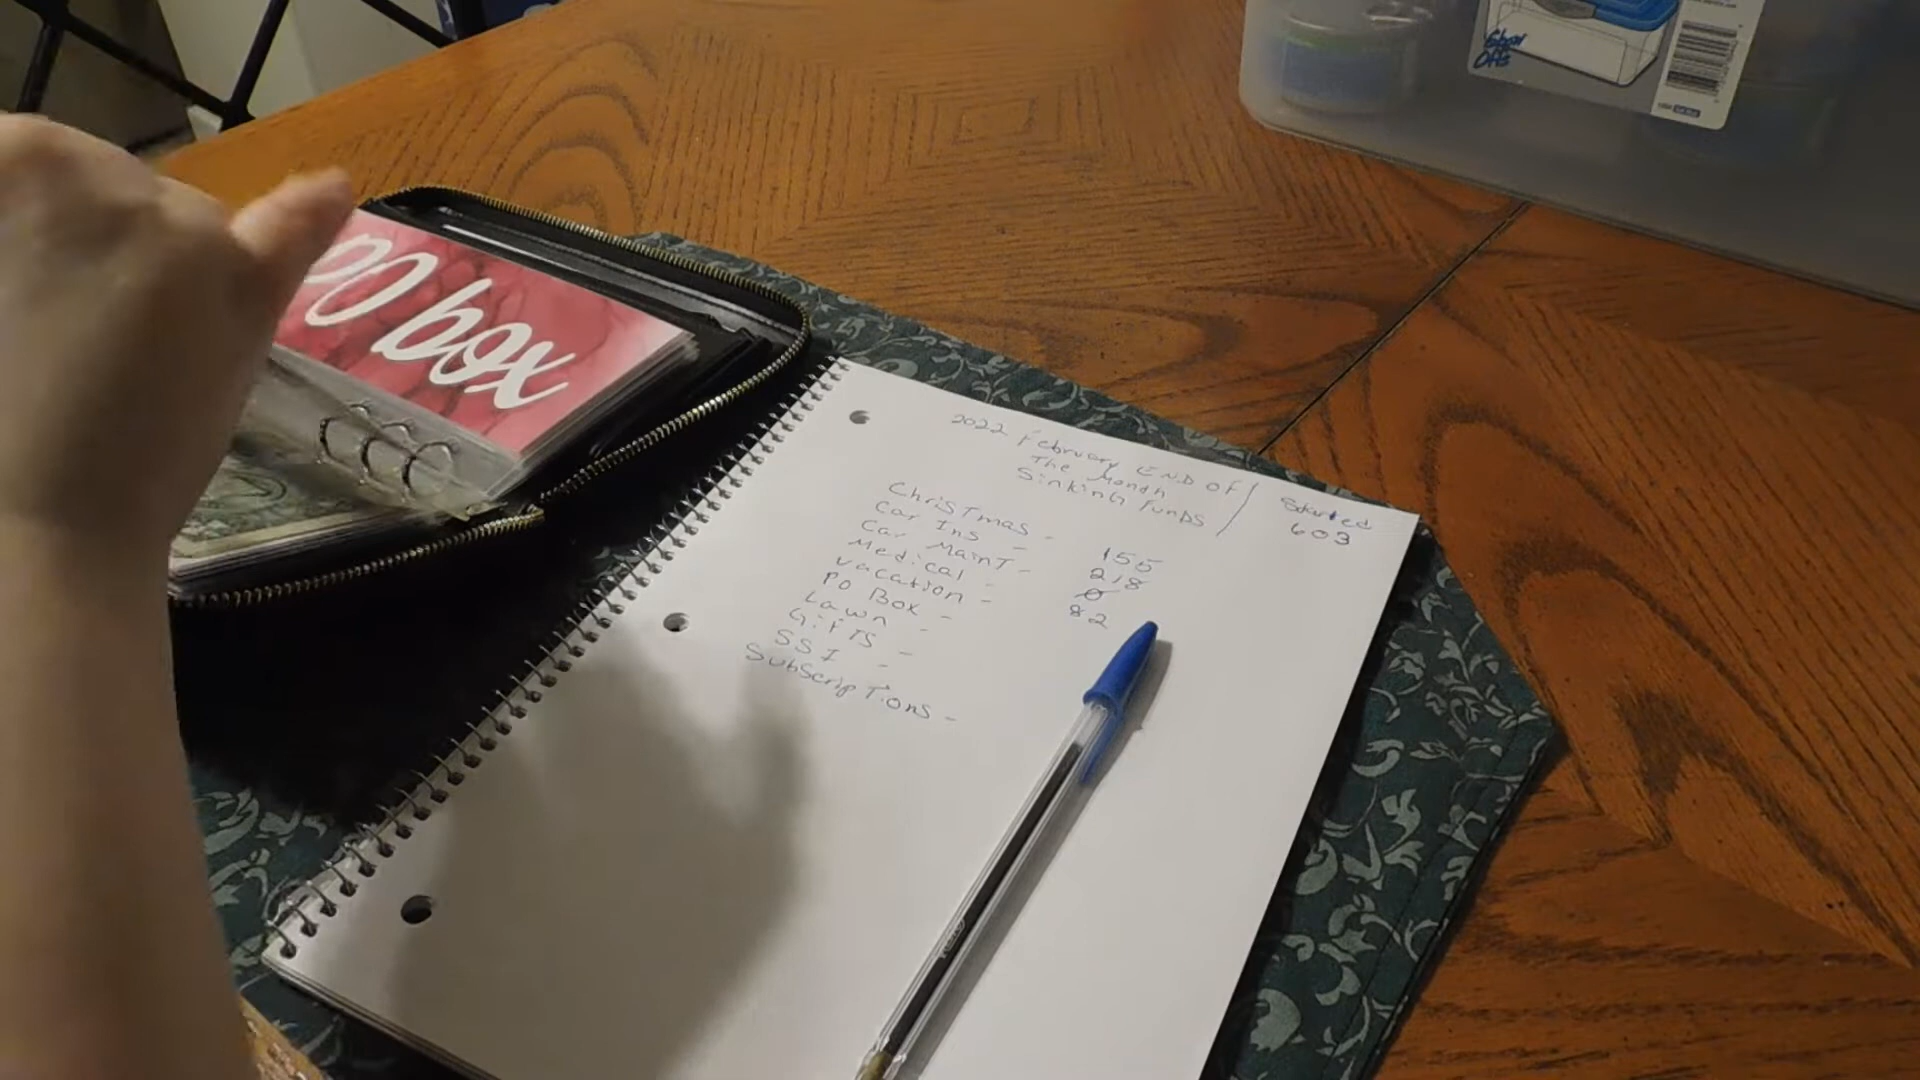 PO box
2022 February END OF
The Month
Sinking Funds
Started
603
Christmas - 155
Car Ins - 218
Car Maint - 0
Medical - 82
Vacation -
PO Box -
Lawn -
Gifts -
SSI -
Subscriptions -